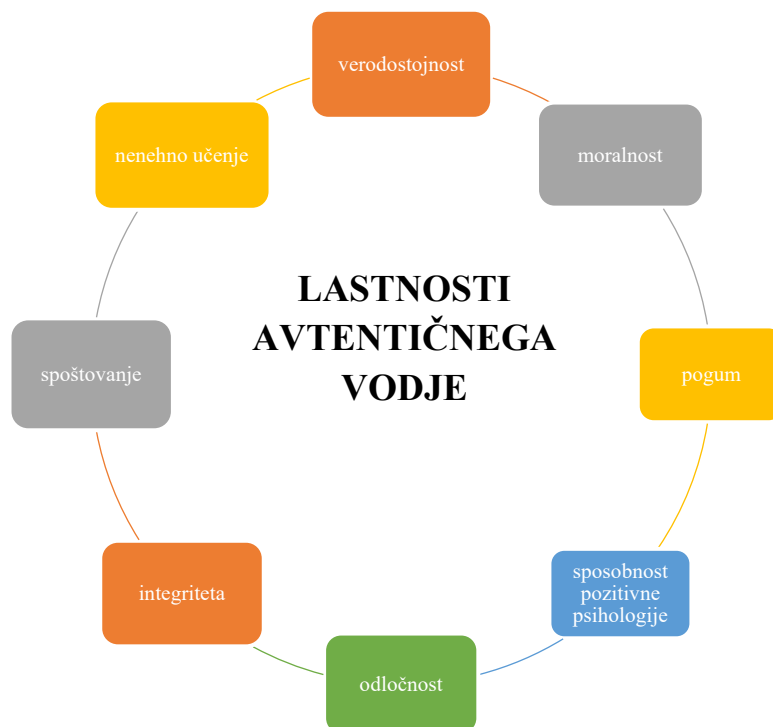 verodostojnost
moralnost
pogum
sposobnost
pozitivne
psihologije
odločnost
integriteta
spoštovanje
nenehno učenje
LASTNOSTI
AVTENTIČNEGA
VODJE